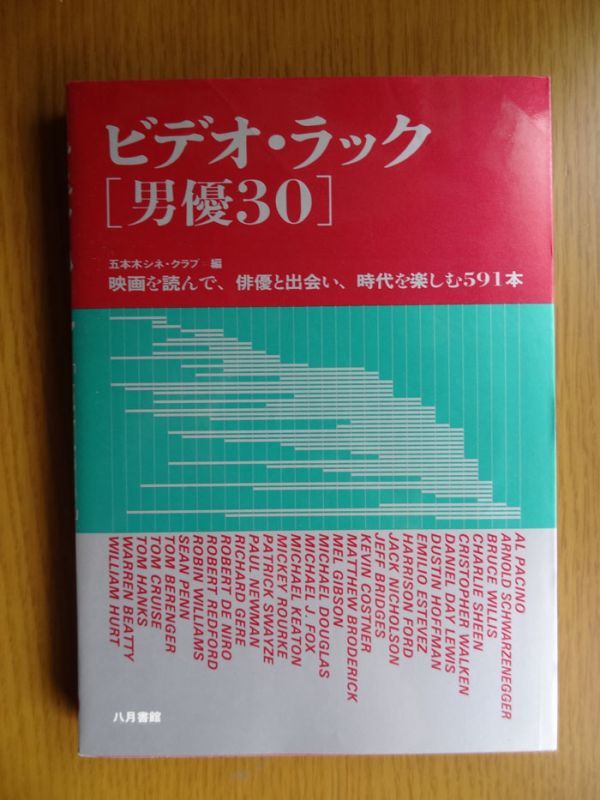 ビデオ・ラック
[男優30]
五本木シネ・クラブ=編
映画を読んで、俳優と出会い、時代を楽しむ591本
AL PACINO
ARNOLD SCHWARZENEGGER
BRUCE WILLIS
CHARLIE SHEEN
CHRISTOPHER WALKEN
DANIEL DAY LEWIS
DUSTIN HOFFMAN
EMILIO ESTEVEZ
HARRISON FORD
JACK NICHOLSON
JEFF BRIDGES
KEVIN COSTNER
MATTHEW BRODERICK
MEL GIBSON
MICHAEL DOUGLAS
MICHAEL J. FOX
MICHAEL KEATON
MICKEY ROURKE
PATRICK SWAYZE
PAUL NEWMAN
RICHARD GERE
ROBERT DE NIRO
ROBERT REDFORD
ROBIN WILLIAMS
SEAN PENN
TOM BERENGER
TOM CRUISE
TOM HANKS
WARREN BEATTY
WILLIAM HURT
八月書館